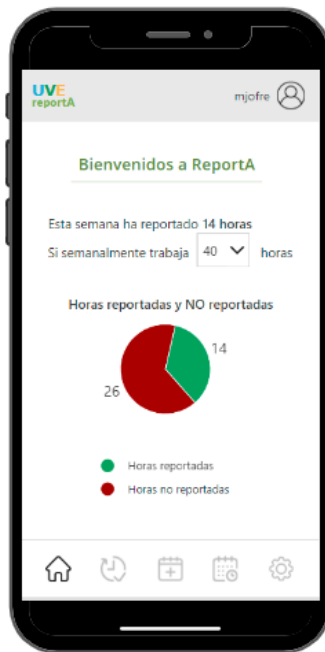 UVE
reportA
mjofre
Bienvenidos a ReportA
Esta semana ha reportado 14 horas
Si semanalmente trabaja 40 horas
Horas reportadas y NO reportadas
14
26
Horas reportadas
Horas no reportadas